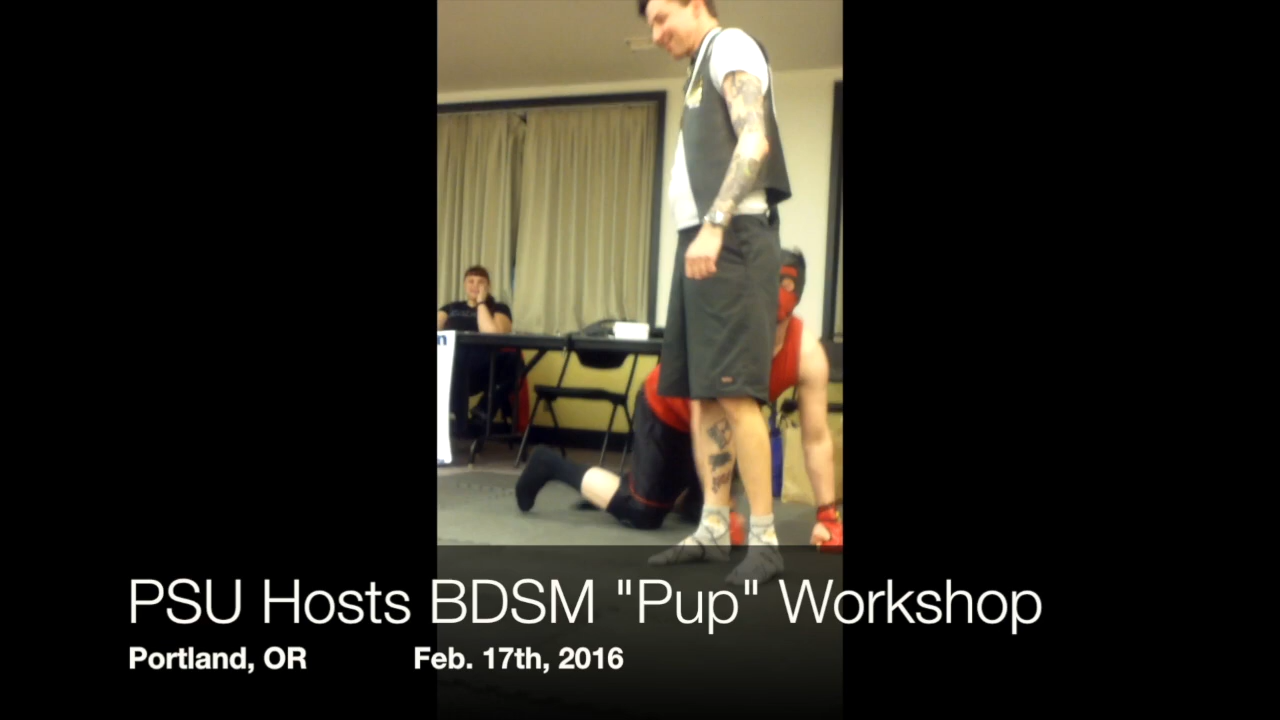 n
PSU Hosts BDSM "Pup" Workshop
Portland, OR Feb. 17th, 2016